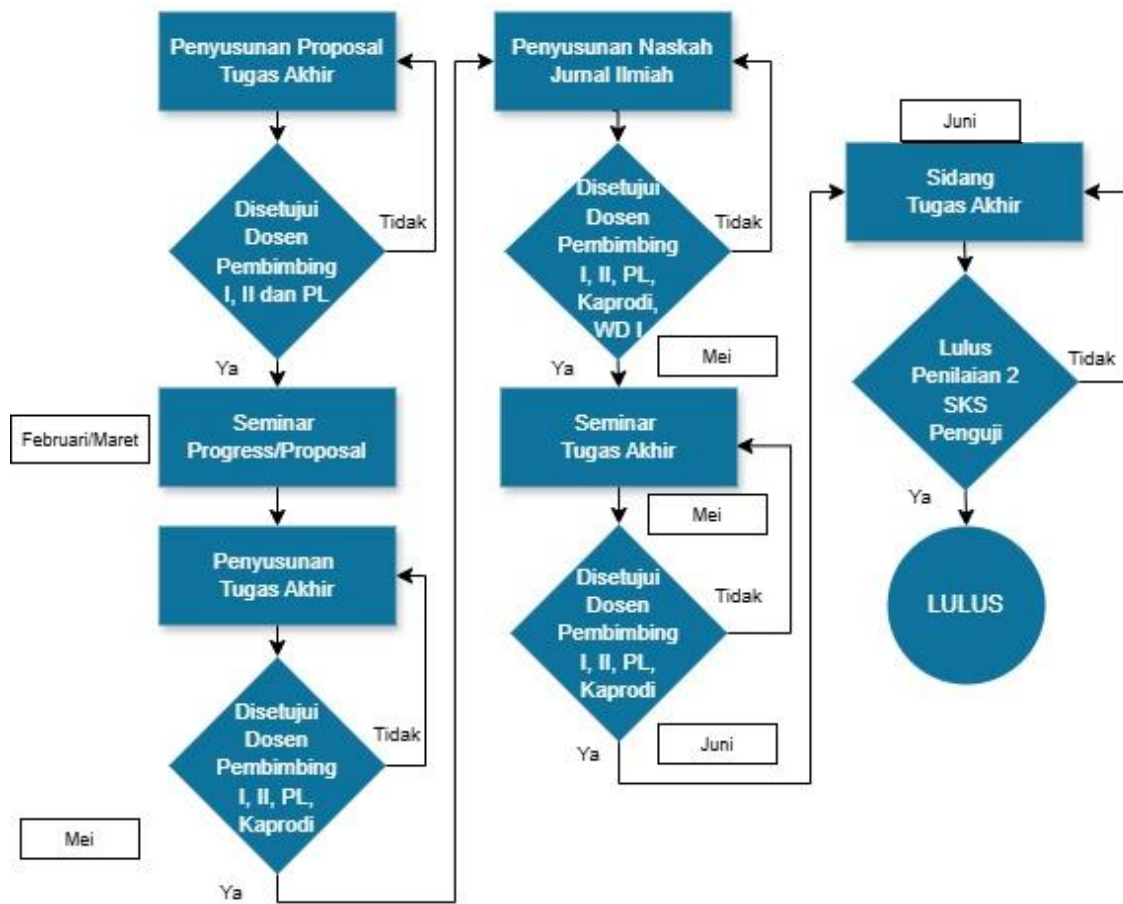 Penyusunan Proposal
Tugas Akhir
Disetujui
Dosen
Pembimbing
I, II dan PL
Tidak
Ya
Februari/Maret
Seminar
Progress/Proposal
Penyusunan
Tugas Akhir
Disetujui
Dosen
Pembimbing
I, II, PL,
Kaprodi
Tidak
Mei
Ya
Penyusunan Naskah
Jurnal Ilmiah
Disetujui
Dosen
Pembimbing
I, II, PL,
Kaprodi,
WD I
Tidak
Mei
Ya
Seminar
Tugas Akhir
Mei
Disetujui
Dosen
Pembimbing
I, II, PL,
Kaprodi
Tidak
Juni
Ya
Juni
Sidang
Tugas Akhir
Lulus
Penilaian 2
SKS
Penguji
Tidak
Ya
LULUS